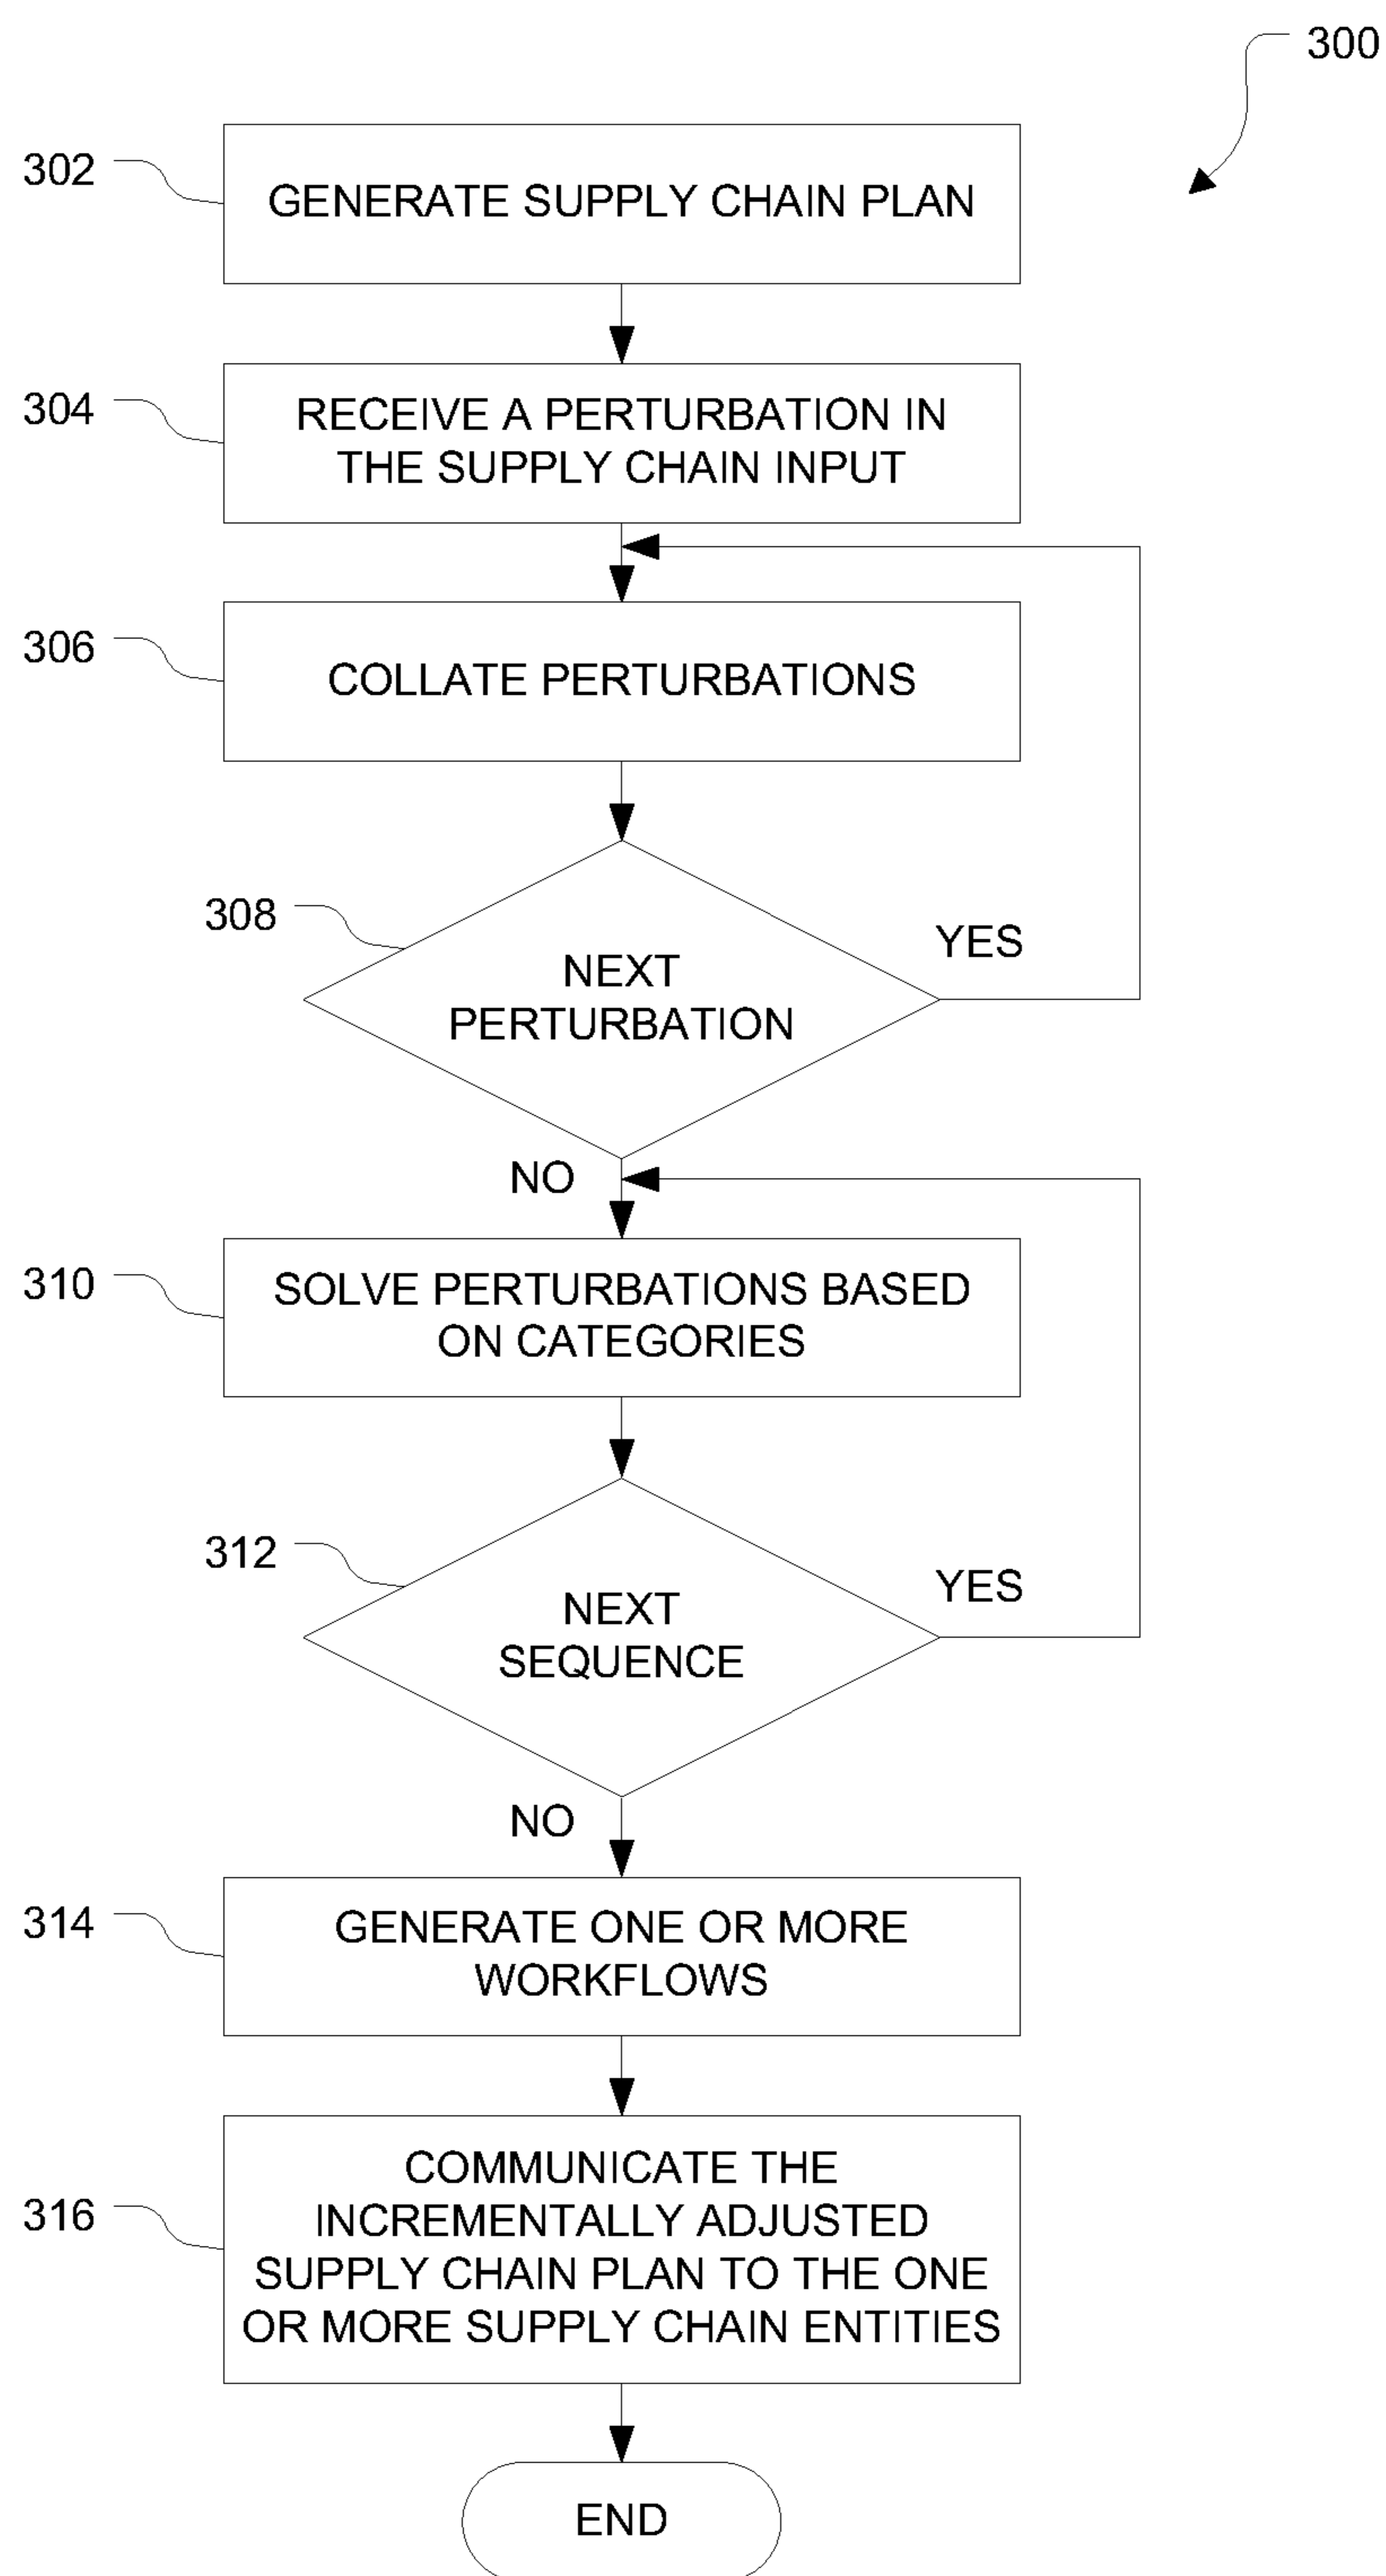 300
302
GENERATE SUPPLY CHAIN PLAN
304
RECEIVE A PERTURBATION IN
THE SUPPLY CHAIN INPUT
306
COLLATE PERTURBATIONS
308
NEXT
PERTURBATION
YES
NO
310
SOLVE PERTURBATIONS BASED
ON CATEGORIES
312
NEXT
SEQUENCE
YES
NO
314
GENERATE ONE OR MORE
WORKFLOWS
316
COMMUNICATE THE
INCREMENTALLY ADJUSTED
SUPPLY CHAIN PLAN TO THE ONE
OR MORE SUPPLY CHAIN ENTITIES
END